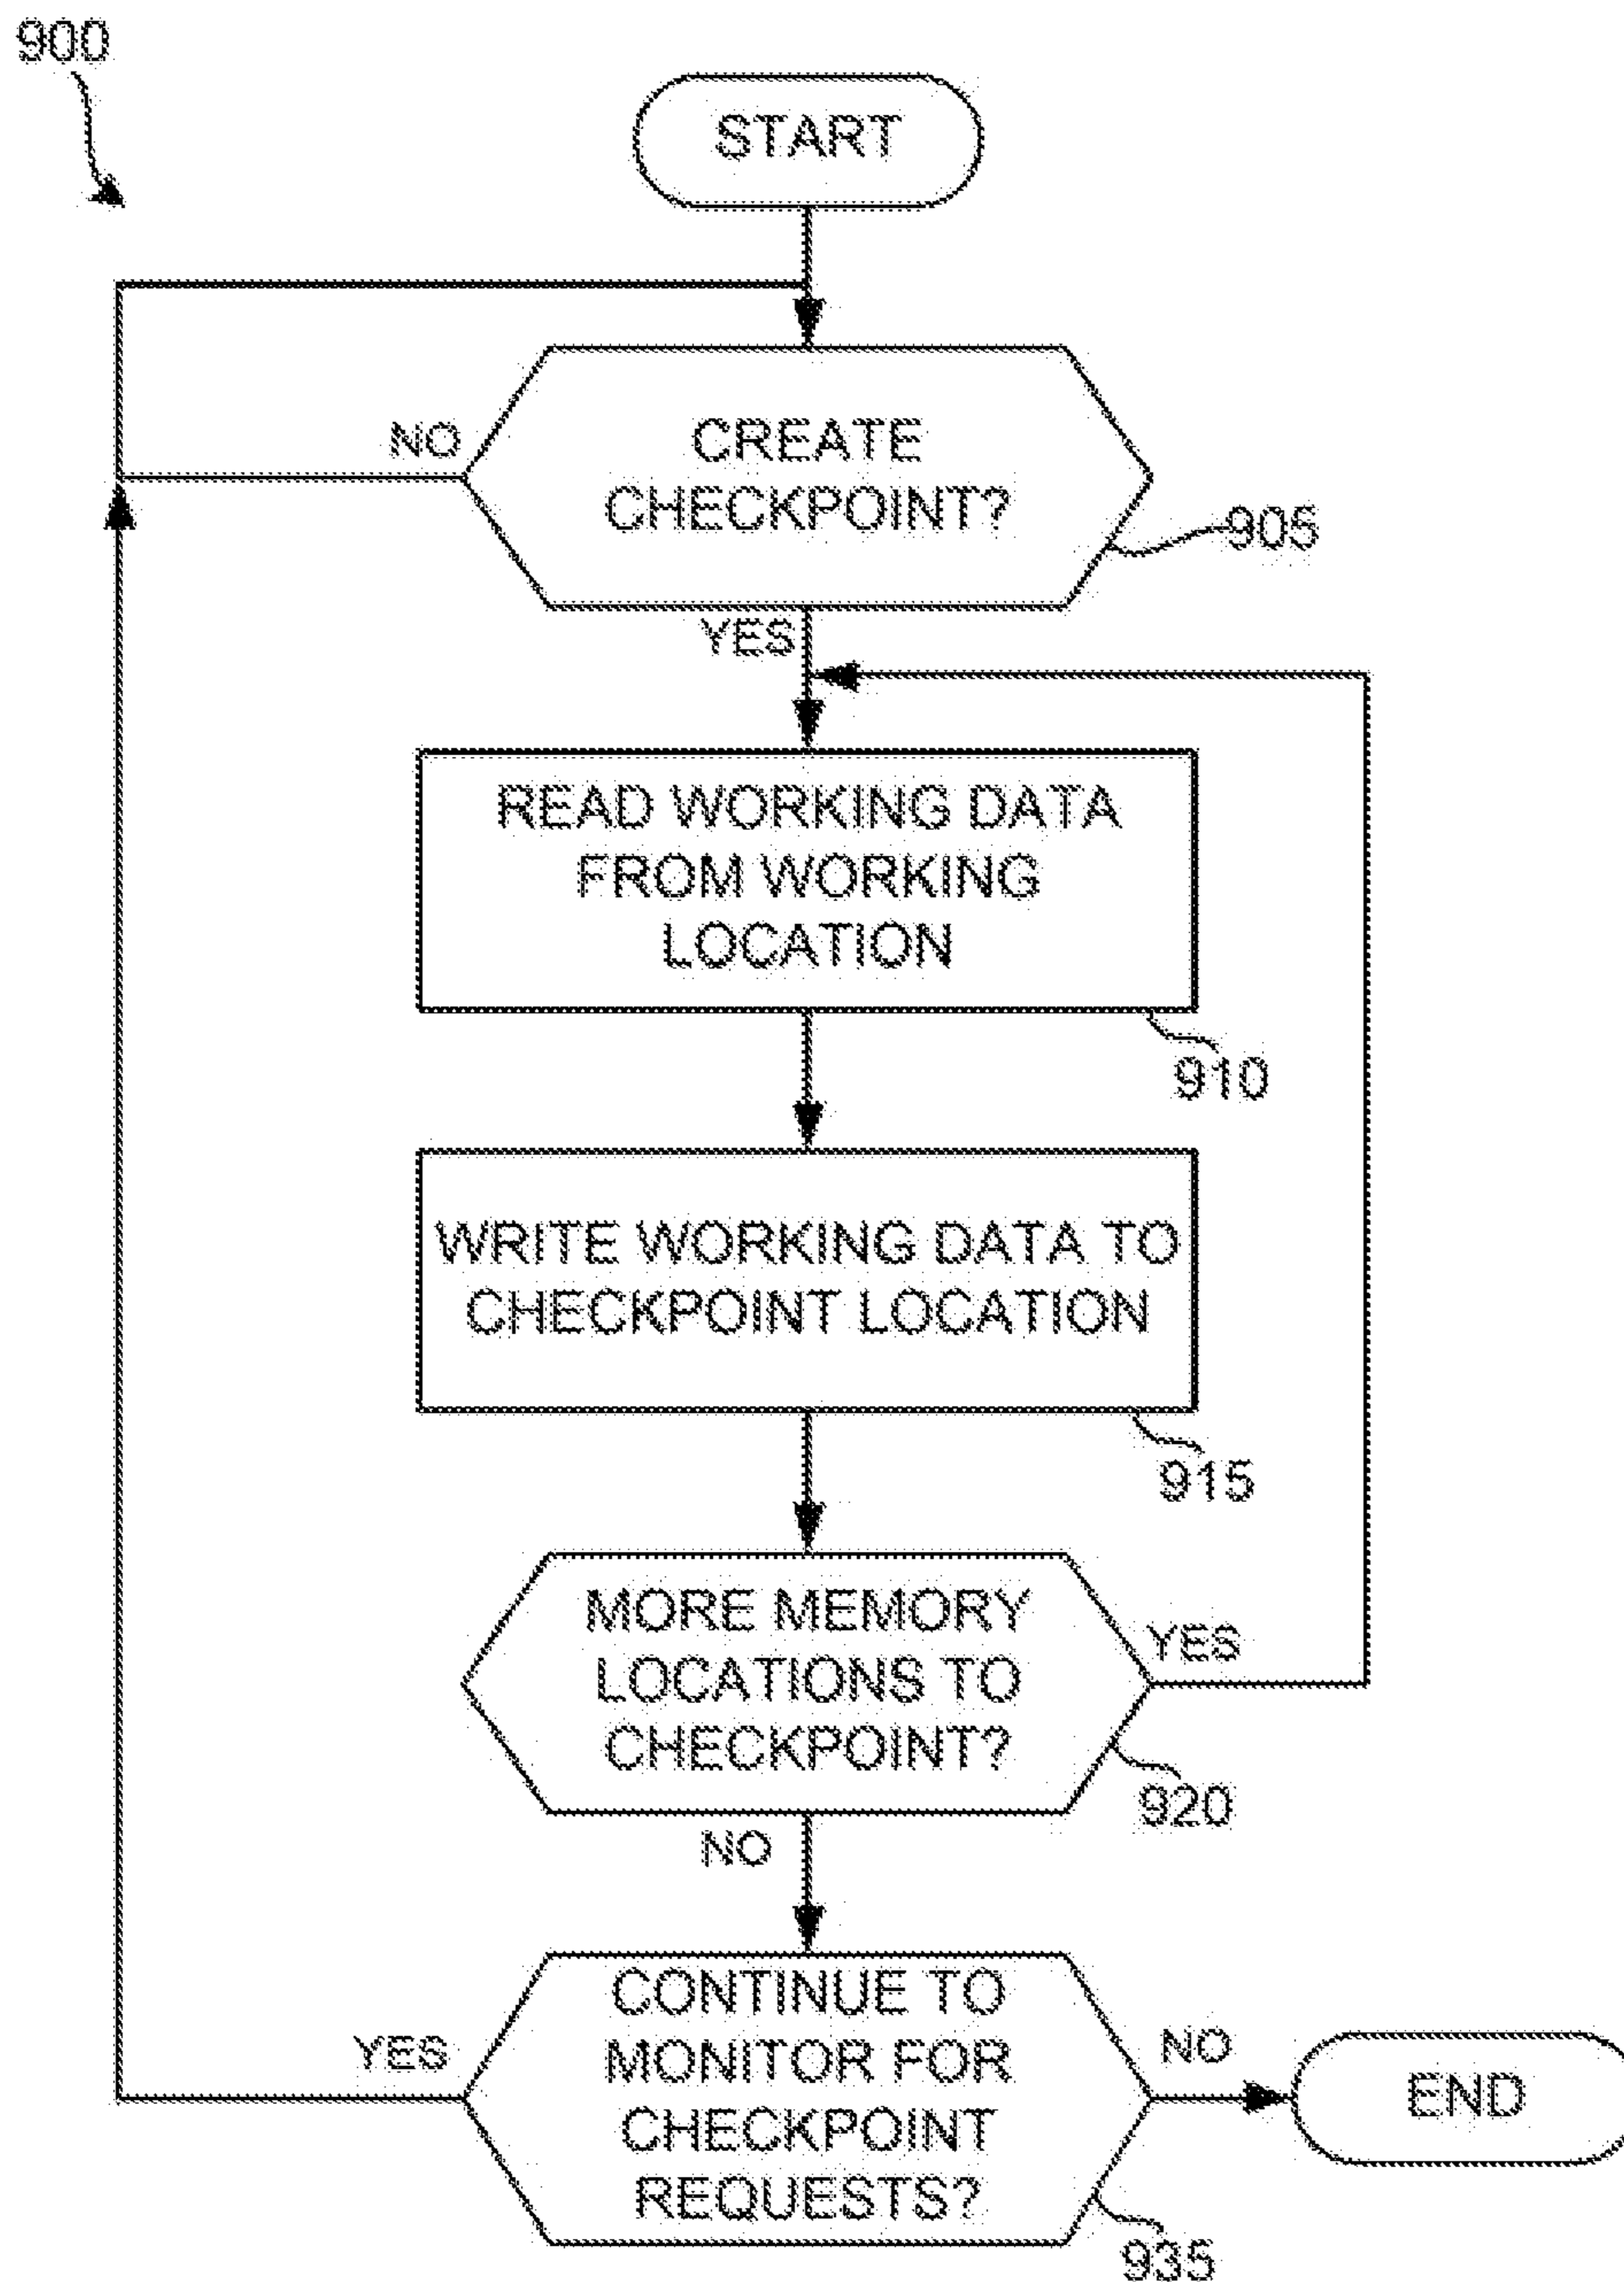 900
START
NO
CREATE
CHECKPOINT?
905
YES
READ WORKING DATA
FROM WORKING
LOCATION
910
WRITE WORKING DATA TO
CHECKPOINT LOCATION
915
MORE MEMORY
LOCATIONS TO
CHECKPOINT?
YES
920
NO
CONTINUE TO
MONITOR FOR
CHECKPOINT
REQUESTS?
YES
NO
END
935